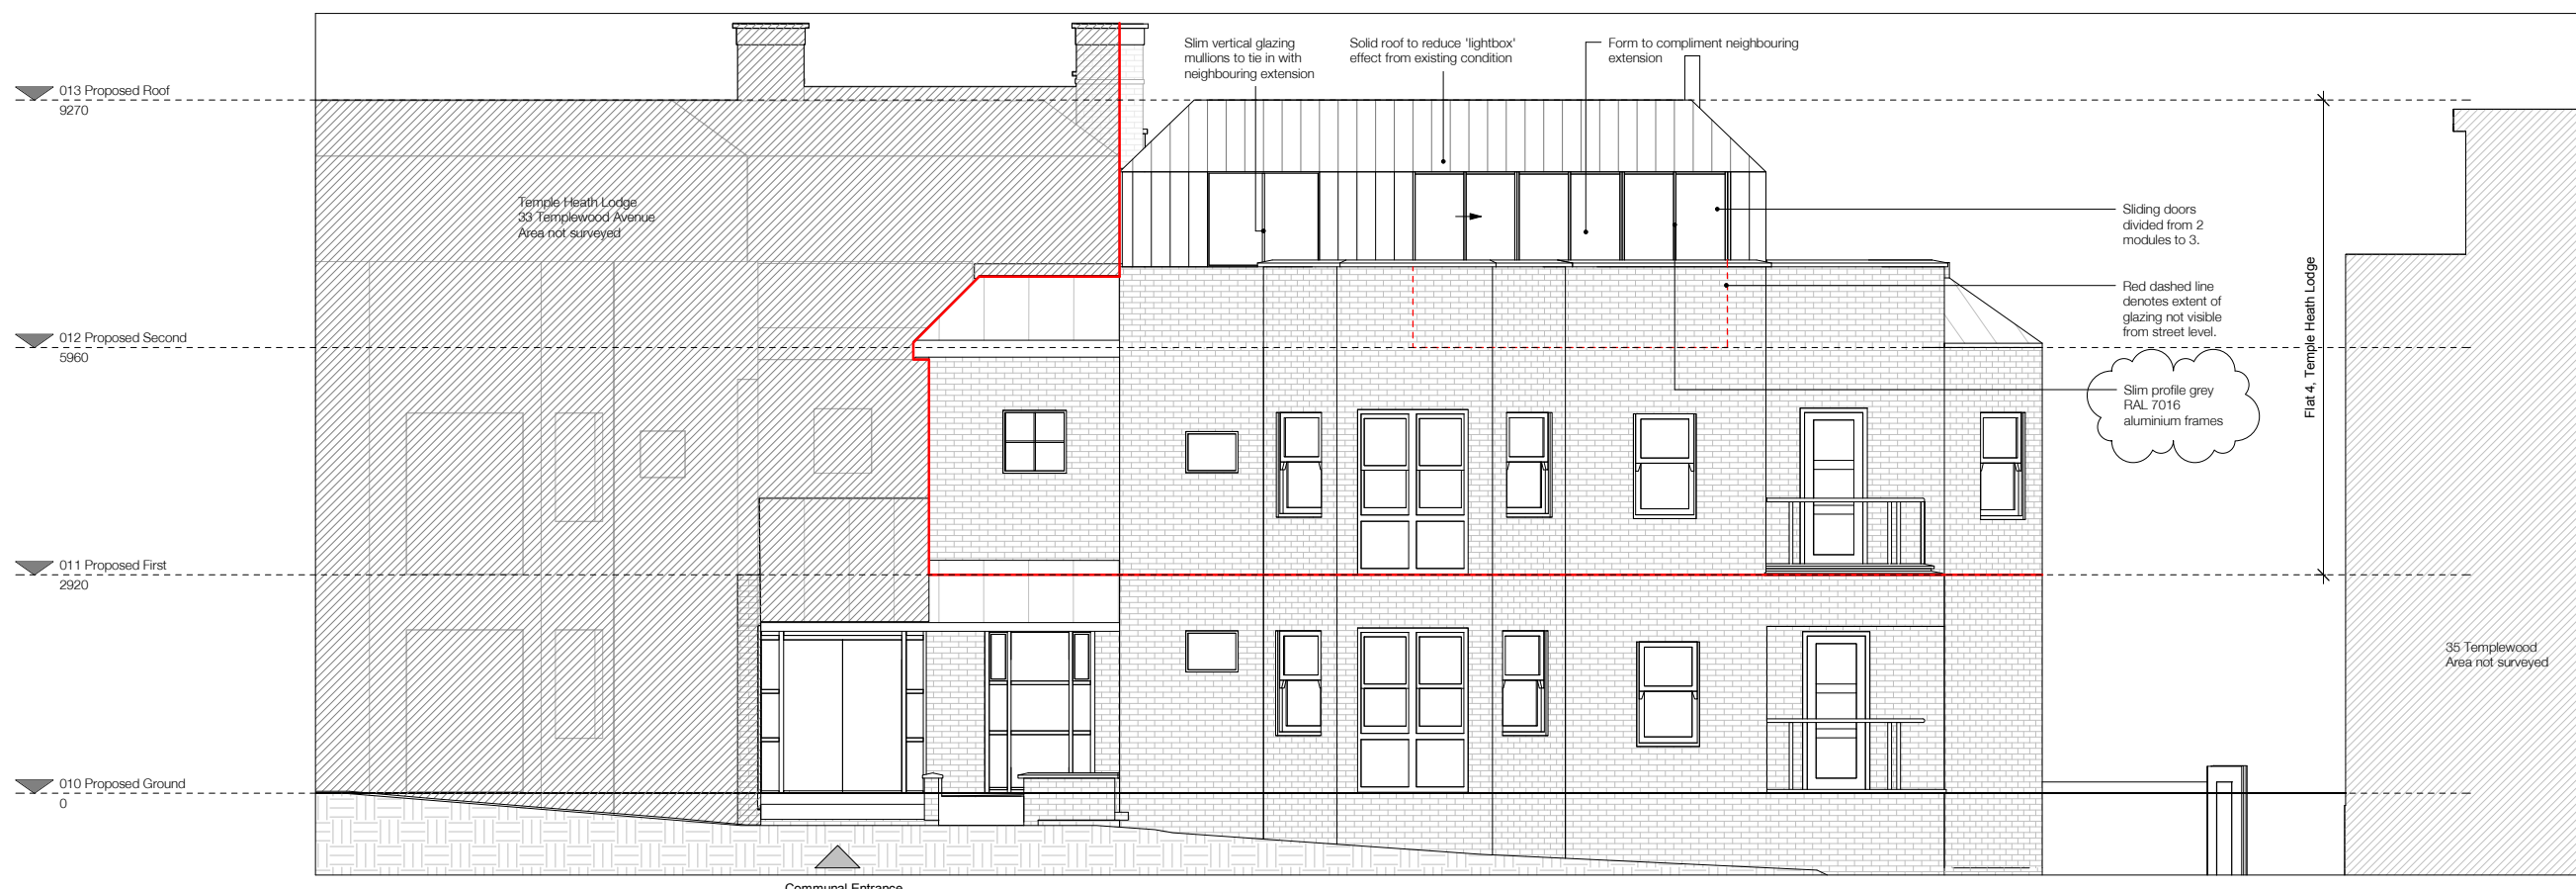 013 Proposed Roof
9270
012 Proposed Second
5960
011 Proposed First
2920
010 Proposed Ground
0
Temple Heath Lodge
33 Templewood Avenue
Area not surveyed
Slim vertical glazing
mullions to tie in with
neighbouring extension
Solid roof to reduce 'lightbox'
effect from existing condition
Form to compliment neighbouring
extension
Sliding doors
divided from 2
modules to 3.
Red dashed line
denotes extent of
glazing not visible
from street level.
Slim profile grey
RAL 7016
aluminium frames
Flat 4, Temple Heath Lodge
35 Templewood
Area not surveyed
Communal Entrance